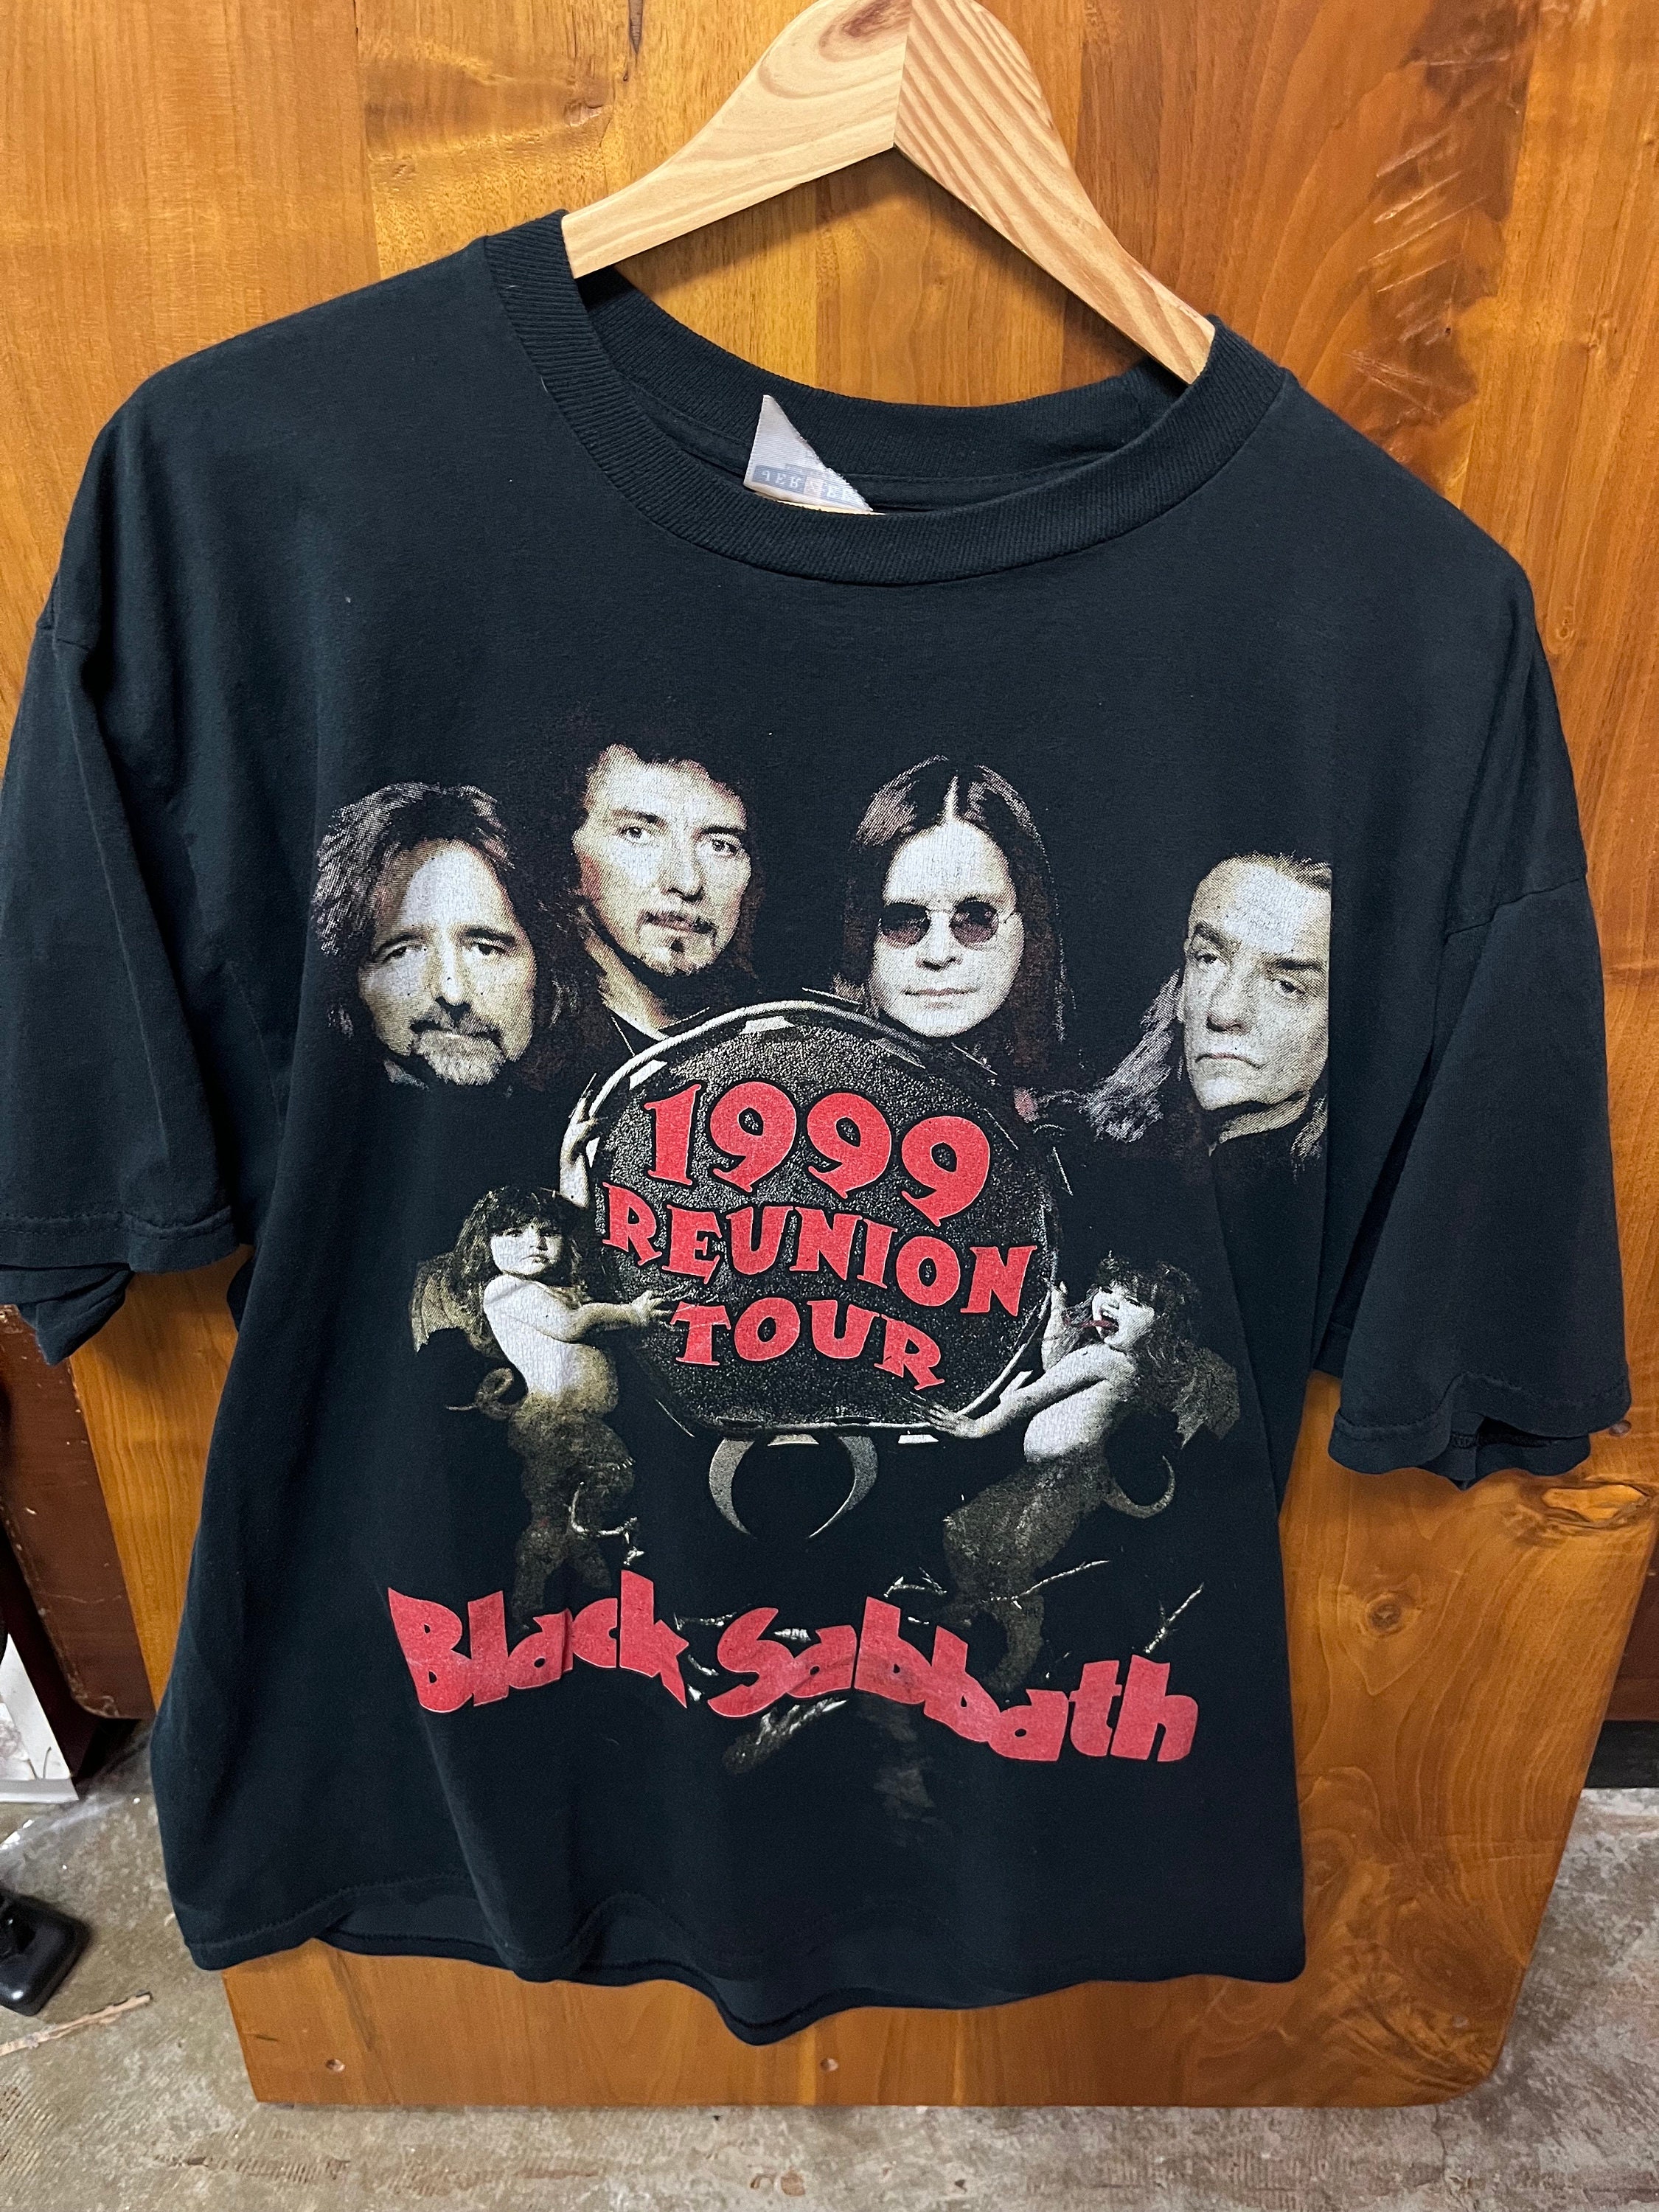 1999
REUNION
TOUR
Black Sabbath